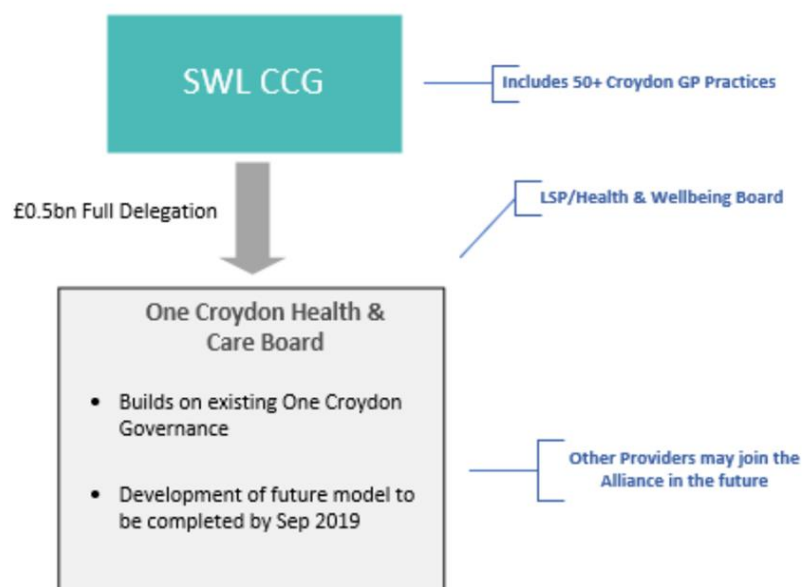 SWL CCG
Includes 50+ Croydon GP Practices
£0.5bn Full Delegation
LSP/Health & Wellbeing Board
One Croydon Health &
Care Board
• Builds on existing One Croydon
Governance
• Development of future model to
be completed by Sep 2019
Other Providers may join the
Alliance in the future